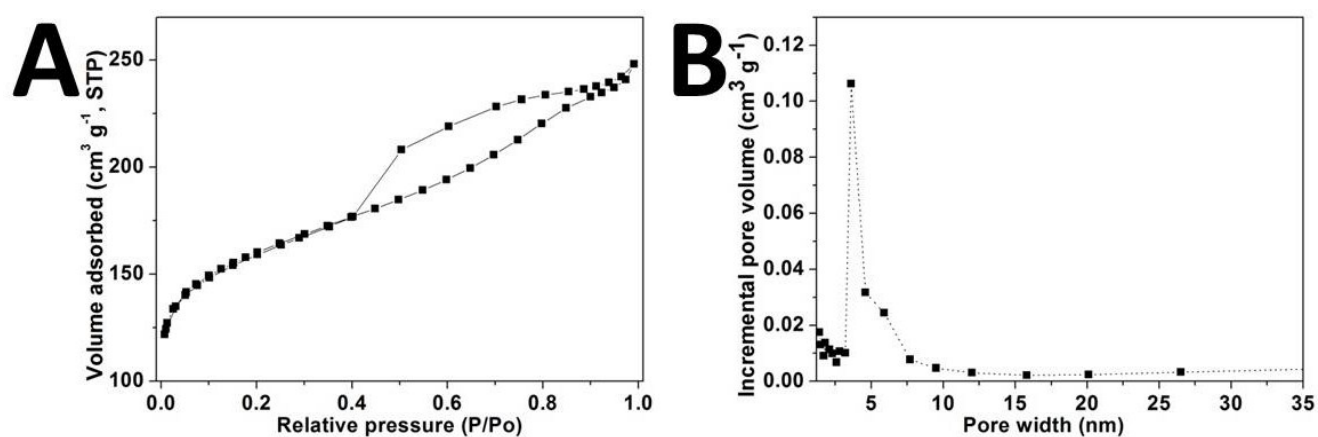 A
Volume adsorbed (cm³ g⁻¹, STP)
250
200
150
100
0.0 0.2 0.4 0.6 0.8 1.0
Relative pressure (P/Po)
B
Incremental pore volume (cm³ g⁻¹)
0.12
0.10
0.08
0.06
0.04
0.02
0.00
5 10 15 20 25 30 35
Pore width (nm)